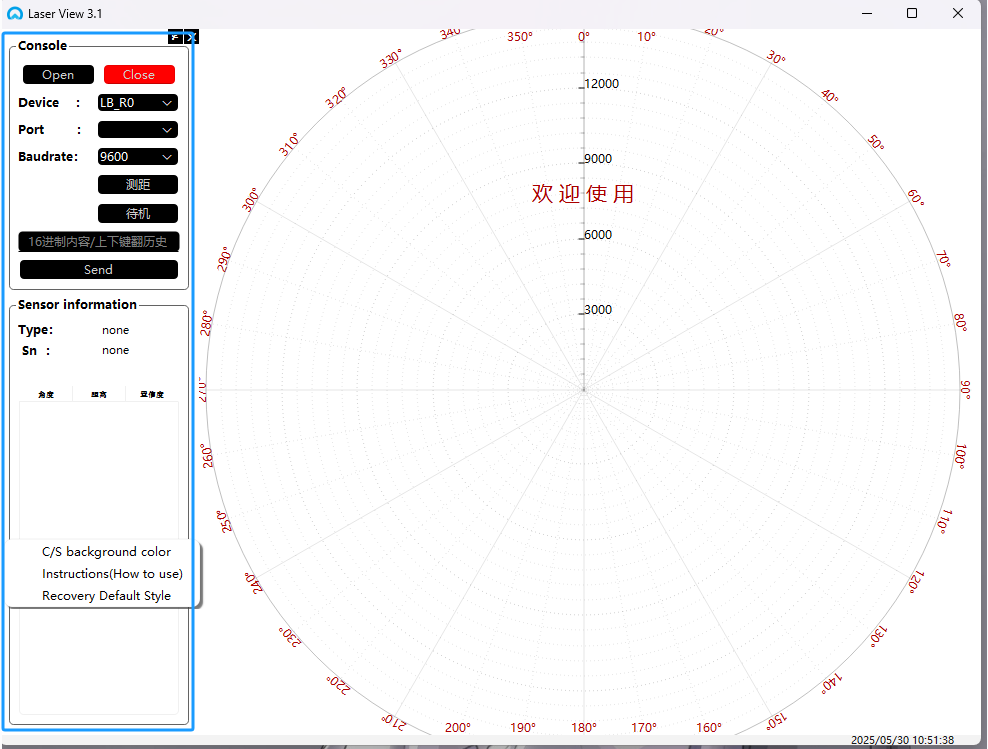 Laser View 3.1
Console
Open Close
Device : LB_R0
Port :
Baudrate: 9600
测距
待机
16进制内容/上下键翻历史
Send
Sensor information
Type: none
Sn : none
角度 距离 置信度
C/S background color
Instructions(How to use)
Recovery Default Style
340° 350° 0° 10° 20°
30°
40°
50°
60°
70°
80°
90°
100°
110°
120°
130°
140°
150°
160°
170°
180°
190°
200°
210°
220°
230°
240°
250°
260°
270°
280°
290°
300°
310°
320°
330°
12000
9000
欢迎使用
6000
3000
2025/05/30 10:51:38